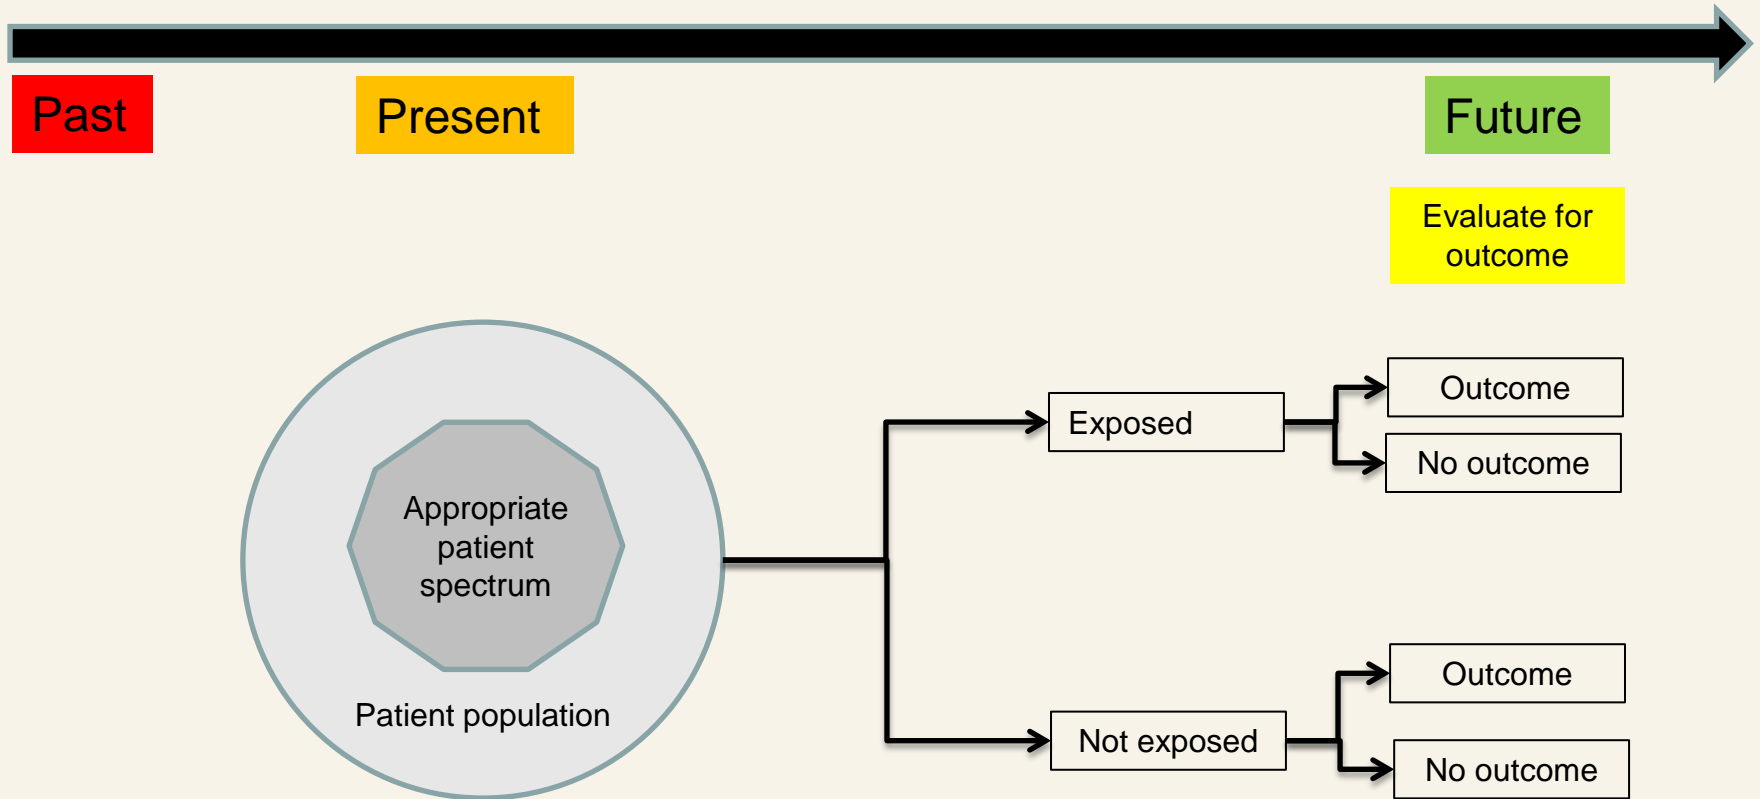 Past
Present
Future
Evaluate for
outcome
Appropriate
patient
spectrum
Patient population
Exposed
Outcome
No outcome
Not exposed
Outcome
No outcome